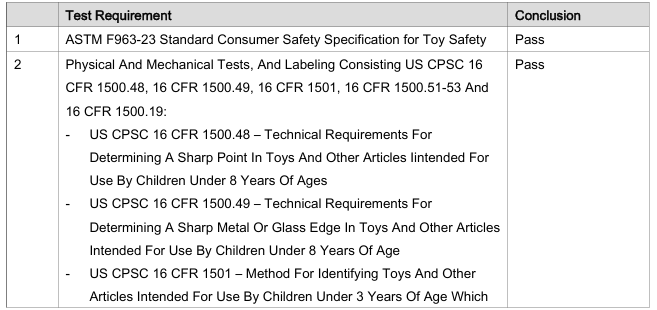 Test Requirement Conclusion
1 ASTM F963-23 Standard Consumer Safety Specification for Toy Safety Pass
2 Physical And Mechanical Tests, And Labeling Consisting US CPSC 16 Pass
CFR 1500.48, 16 CFR 1500.49, 16 CFR 1501, 16 CFR 1500.51-53 And
16 CFR 1500.19:
- US CPSC 16 CFR 1500.48 – Technical Requirements For
Determining A Sharp Point In Toys And Other Articles Iintended For
Use By Children Under 8 Years Of Ages
- US CPSC 16 CFR 1500.49 – Technical Requirements For
Determining A Sharp Metal Or Glass Edge In Toys And Other Articles
Intended For Use By Children Under 8 Years Of Age
- US CPSC 16 CFR 1501 – Method For Identifying Toys And Other
Articles Intended For Use By Children Under 3 Years Of Age Which